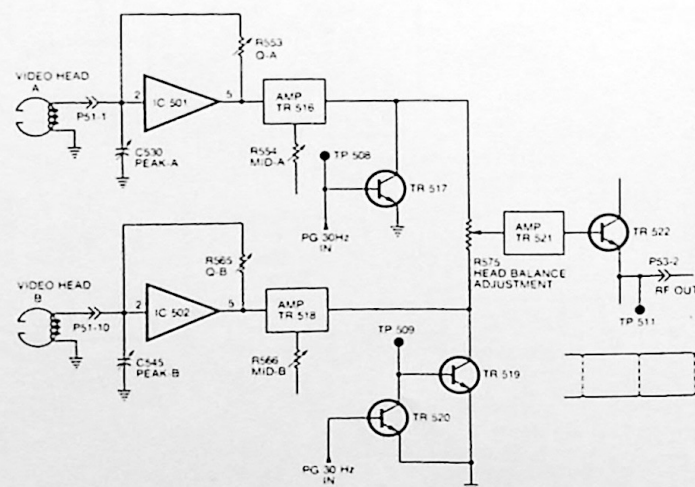 VIDEO HEAD
A
P51-1
2
IC 501
5
R553
Q-A
AMP
TR 516
C530
PEAK-A
R554
MID-A
TP 508
TR 517
PG 30Hz
IN
AMP
TR 521
TR 522
R575
HEAD BALANCE
ADJUSTMENT
P53-2
RF OUT
TP 511
VIDEO HEAD
B
P51-10
2
IC 502
5
R565
Q-B
AMP
TR 518
C545
PEAK-B
R566
MID-B
TP 509
TR 519
TR 520
PG 30 Hz
IN